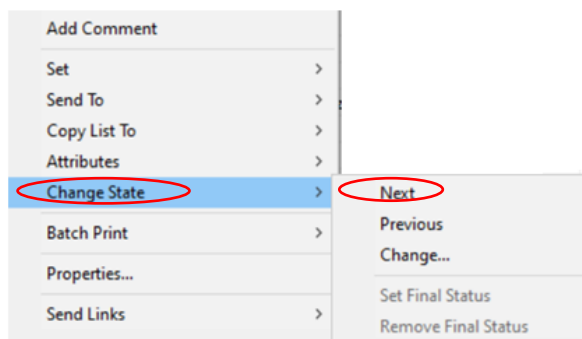 Add Comment
Set
Send To
Copy List To
Attributes
Change State
Batch Print
Properties...
Send Links
Next
Previous
Change...
Set Final Status
Remove Final Status